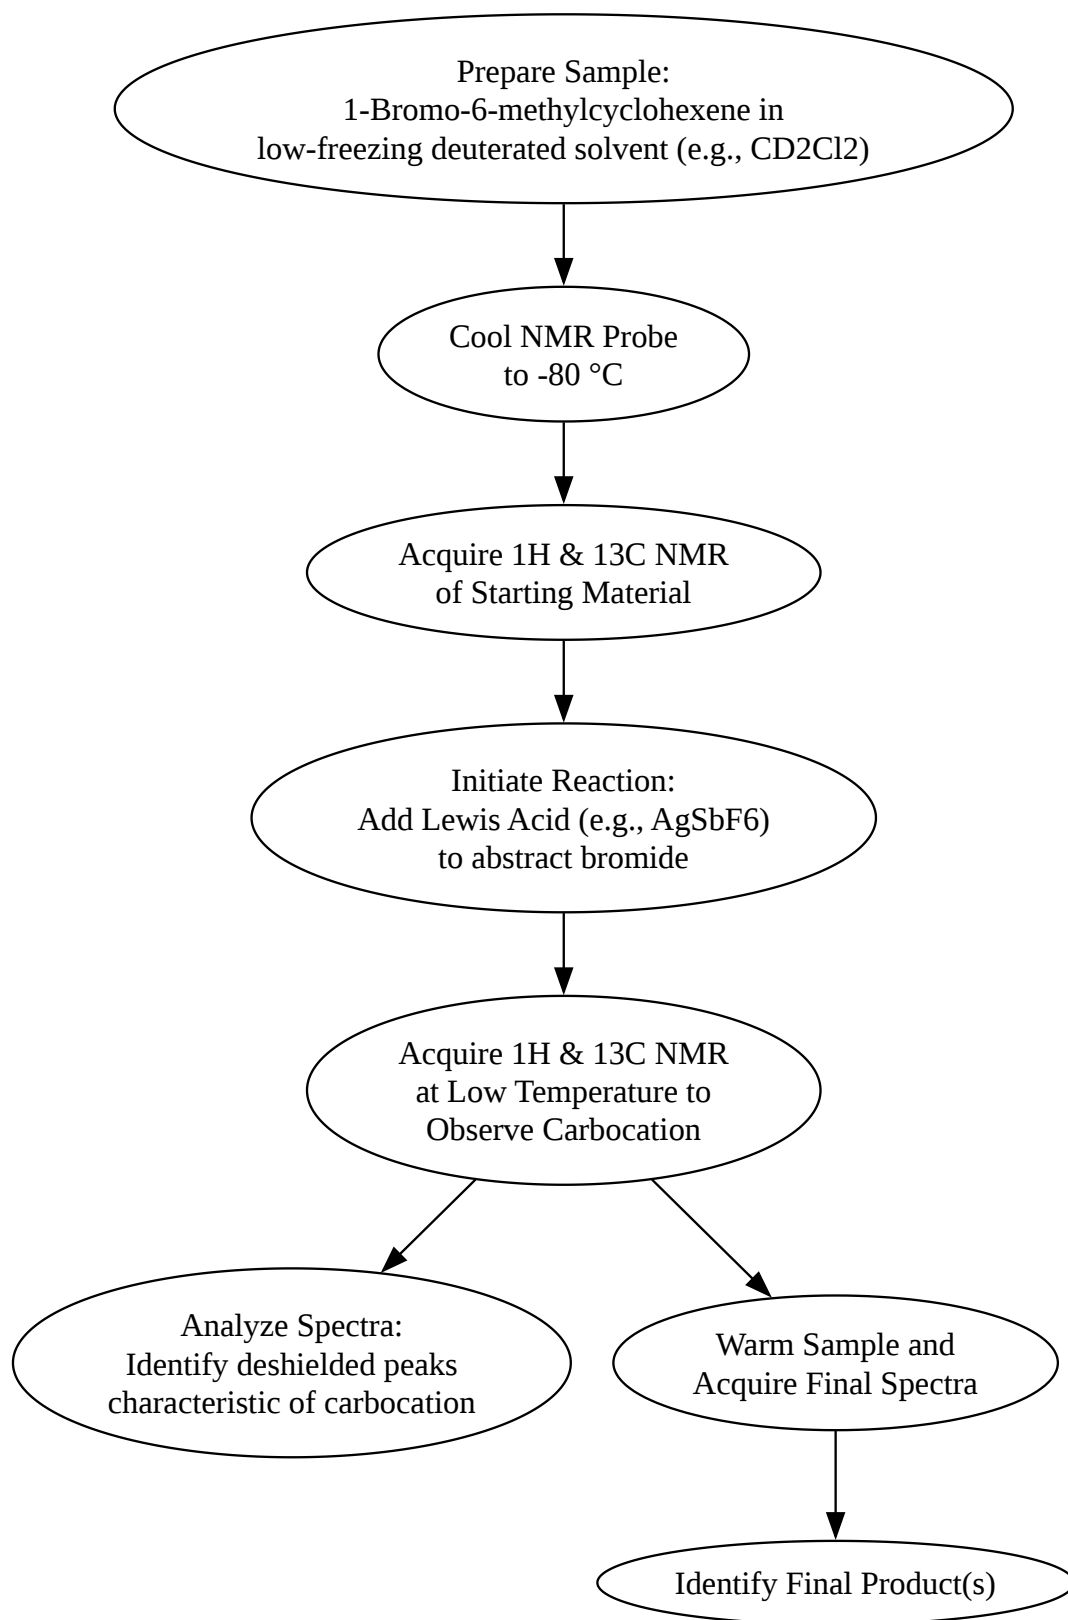 Prepare Sample:
1-Bromo-6-methylcyclohexene in
low-freezing deuterated solvent (e.g., CD2Cl2)
Cool NMR Probe
to -80 °C
Acquire 1H & 13C NMR
of Starting Material
Initiate Reaction:
Add Lewis Acid (e.g., AgSbF6)
to abstract bromide
Acquire 1H & 13C NMR
at Low Temperature to
Observe Carbocation
Analyze Spectra:
Identify deshielded peaks
characteristic of carbocation
Warm Sample and
Acquire Final Spectra
Identify Final Product(s)